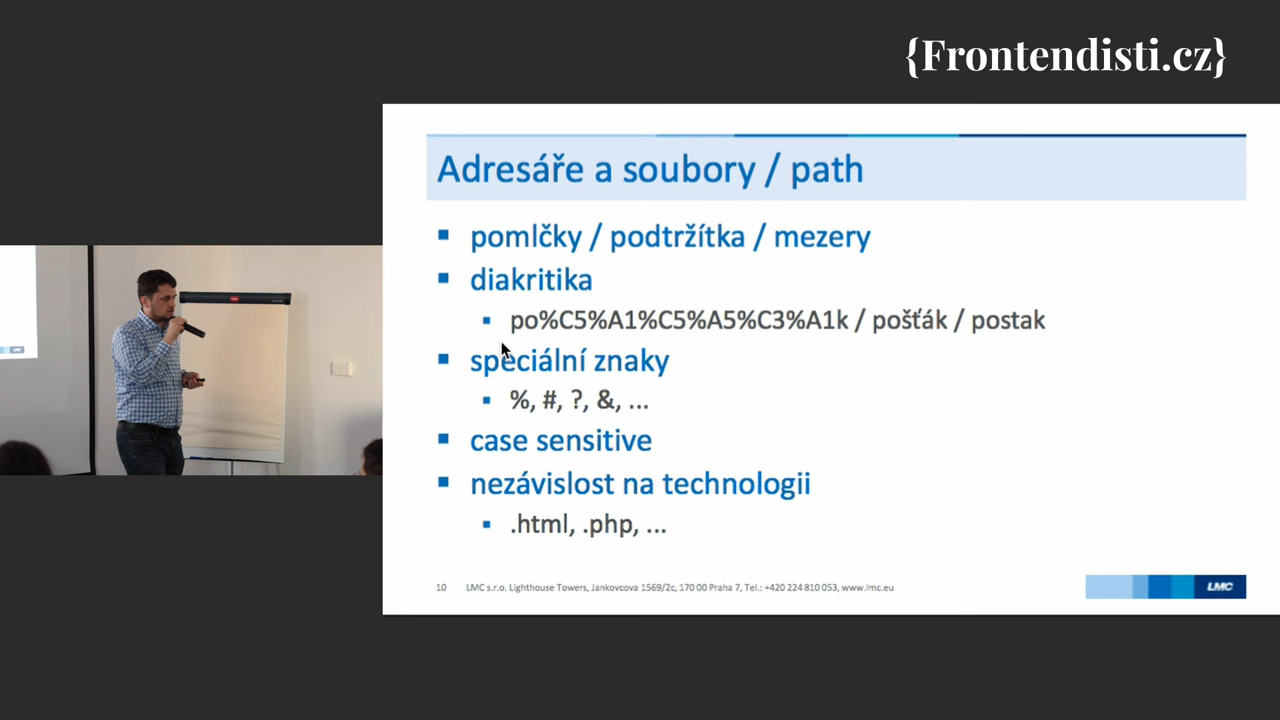 {Frontendisti.cz}
Adresáře a soubory / path
pomlčky / podtržítka / mezery
diakritika
po%C5%A1%C5%A5%C3%A1k / pošťák / postak
speciální znaky
%, #, ?, &, ...
case sensitive
nezávislost na technologii
.html, .php, ...
10 LMC s.r.o. Lighthouse Towers, Jankovcova 1569/2c, 170 00 Praha 7, Tel.: +420 224 810 053, www.lmc.eu
LMC